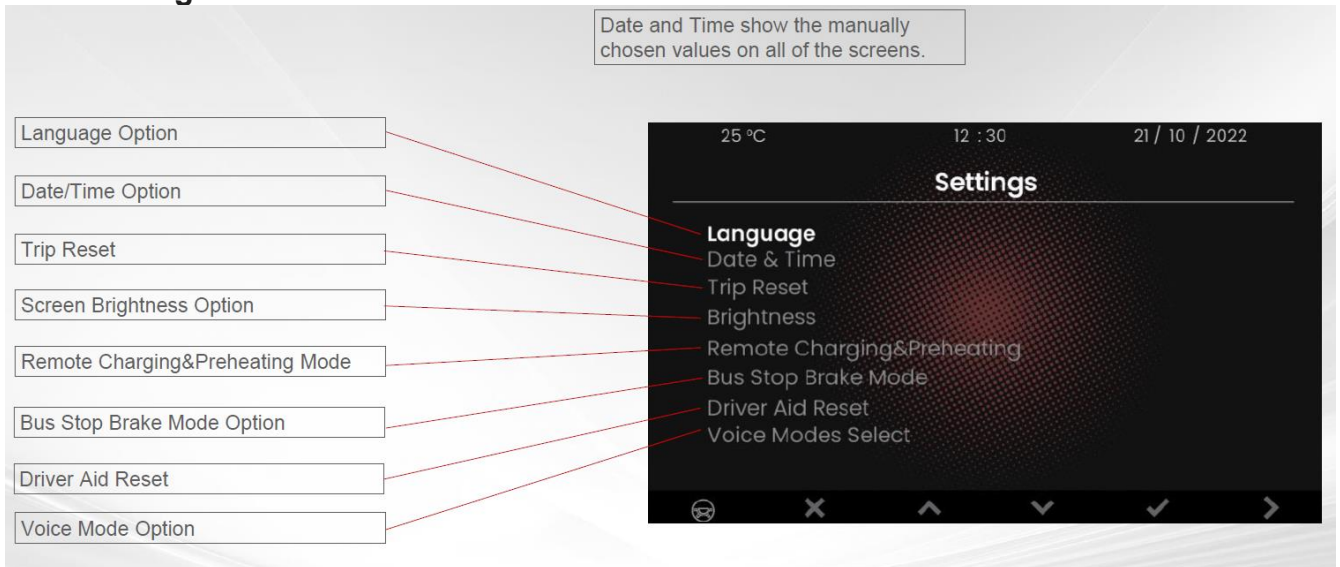 Date and Time show the manually
chosen values on all of the screens.
Language Option
Date/Time Option
Trip Reset
Screen Brightness Option
Remote Charging&Preheating Mode
Bus Stop Brake Mode Option
Driver Aid Reset
Voice Mode Option
25 °C 12 : 30 21 / 10 / 2022
Settings
Language
Date & Time
Trip Reset
Brightness
Remote Charging&Preheating
Bus Stop Brake Mode
Driver Aid Reset
Voice Modes Select